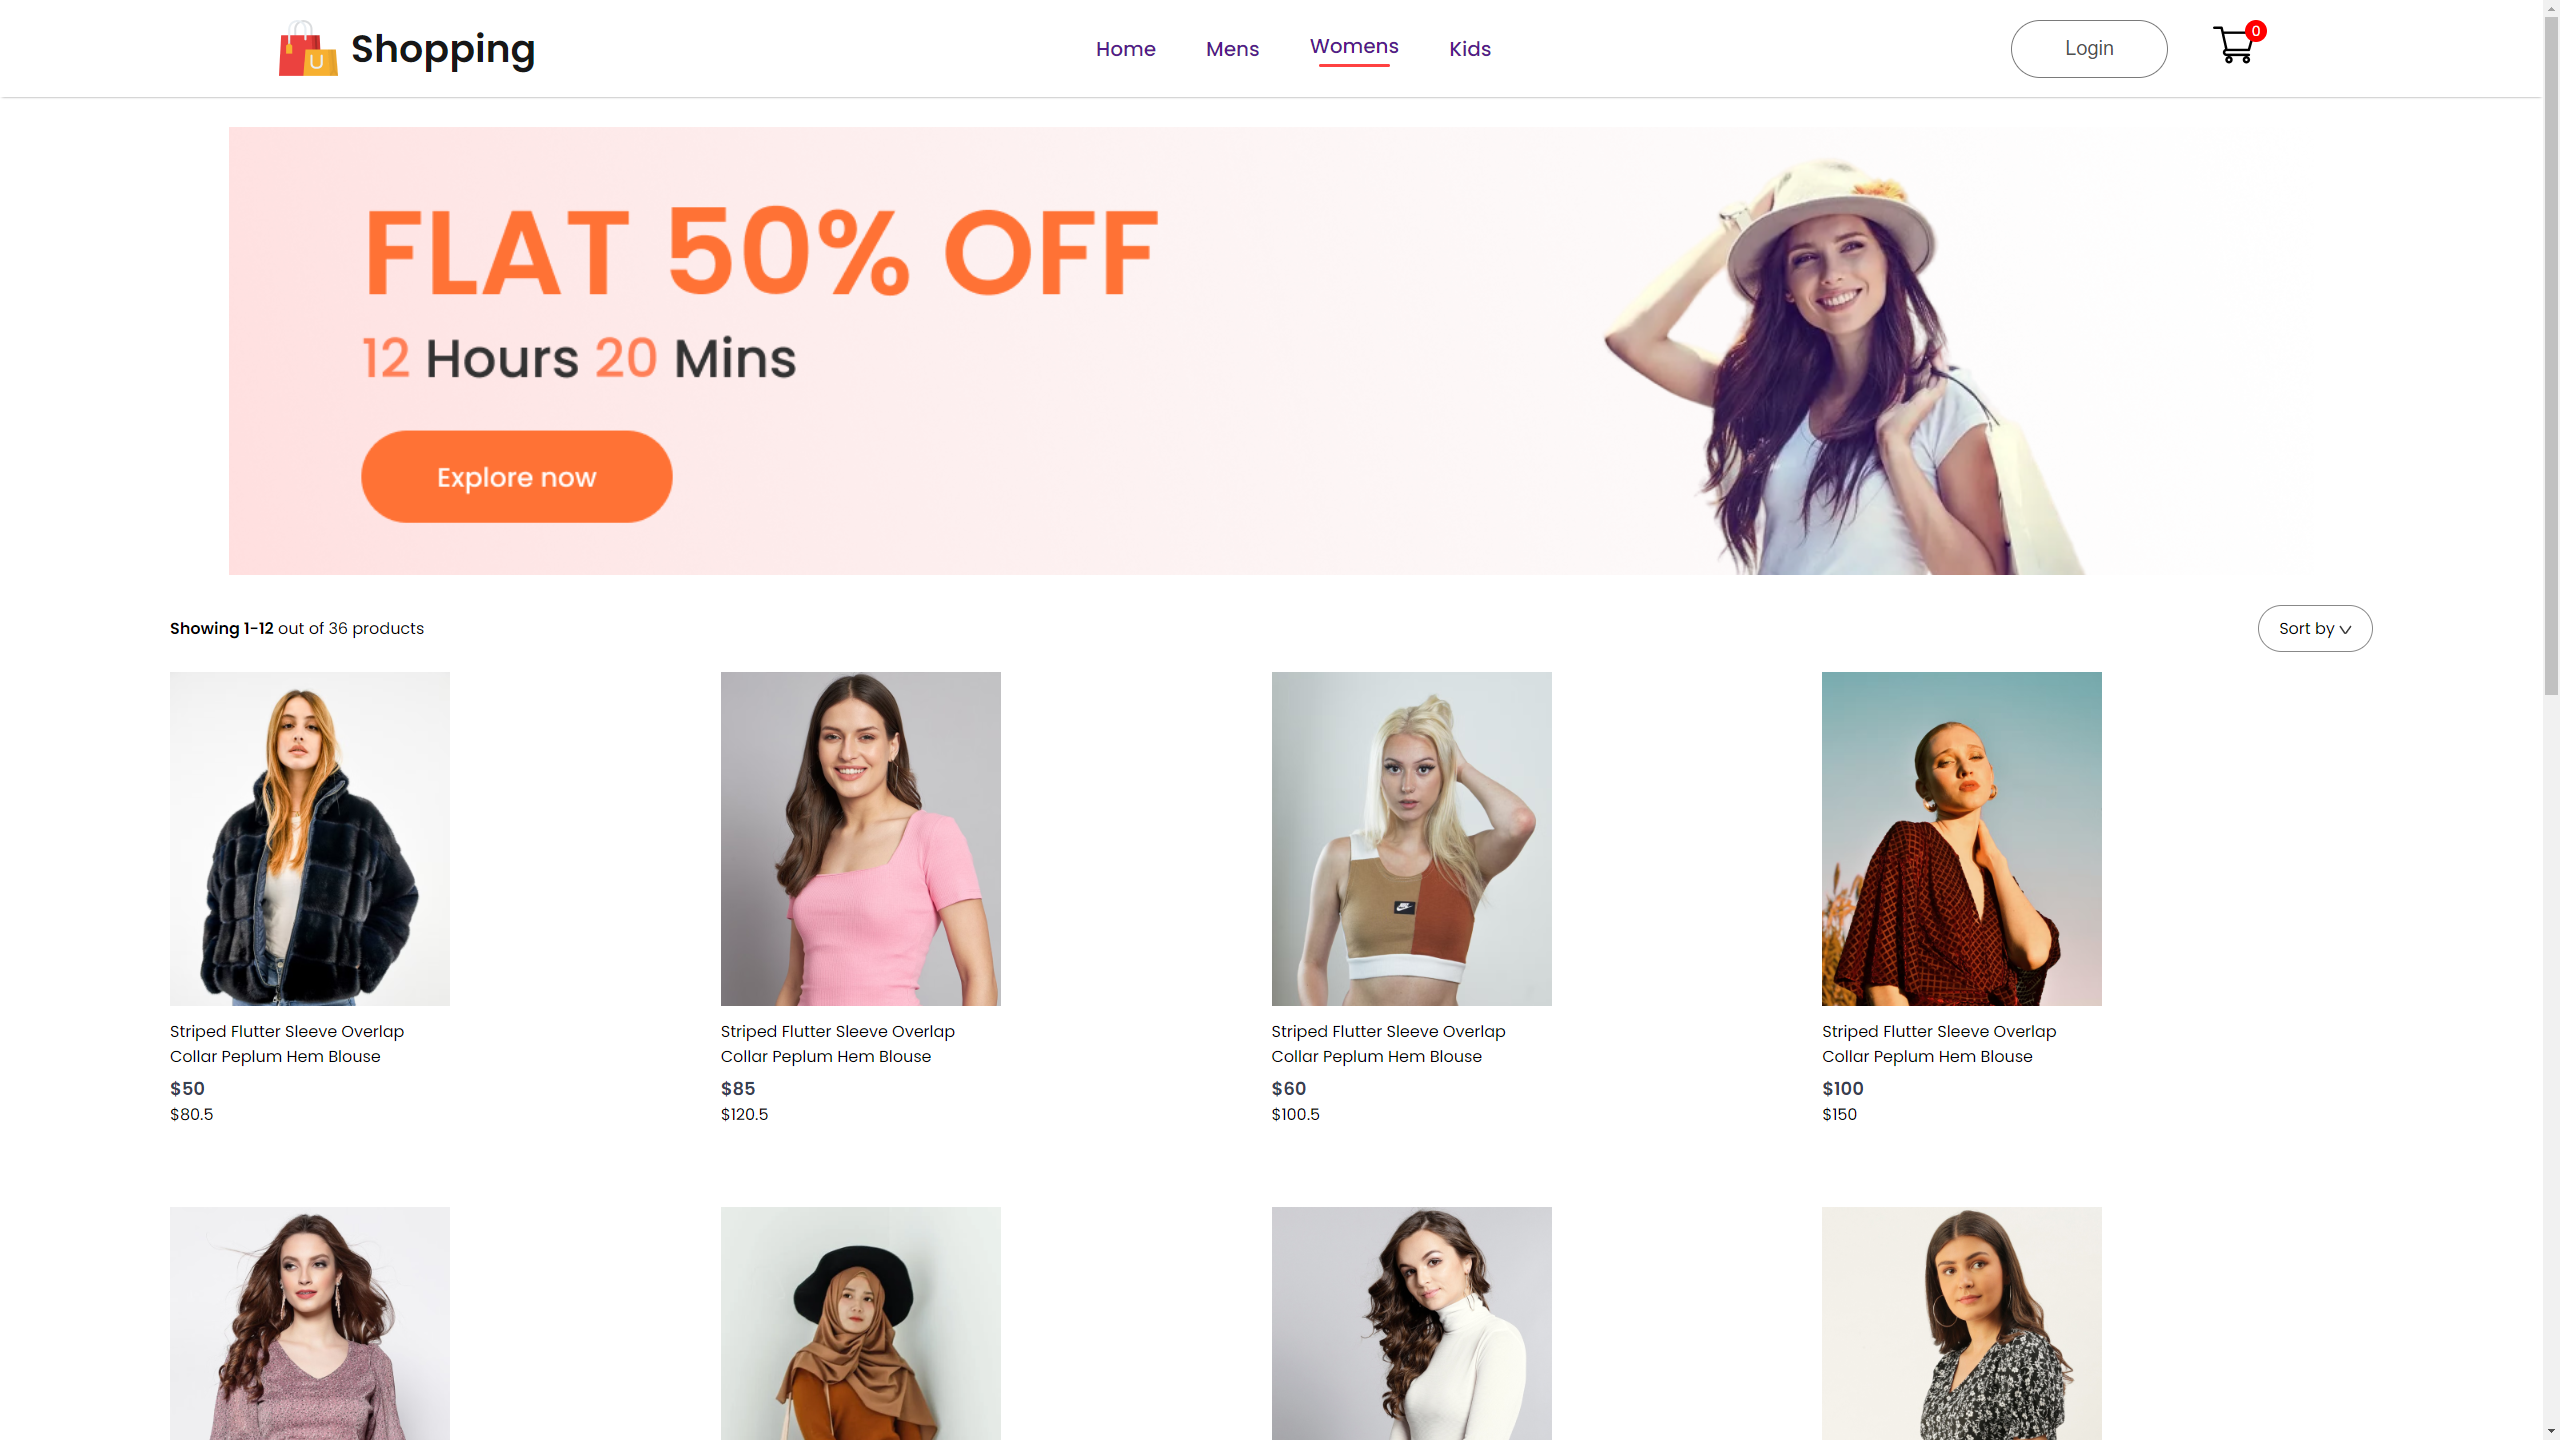 Shopping
Home
Mens
Womens
Kids
Login
0
FLAT 50% OFF
12 Hours 20 Mins
Explore now
Showing 1-12 out of 36 products
Sort by
Striped Flutter Sleeve Overlap
Collar Peplum Hem Blouse
$50
$80.5
Striped Flutter Sleeve Overlap
Collar Peplum Hem Blouse
$85
$120.5
Striped Flutter Sleeve Overlap
Collar Peplum Hem Blouse
$60
$100.5
Striped Flutter Sleeve Overlap
Collar Peplum Hem Blouse
$100
$150